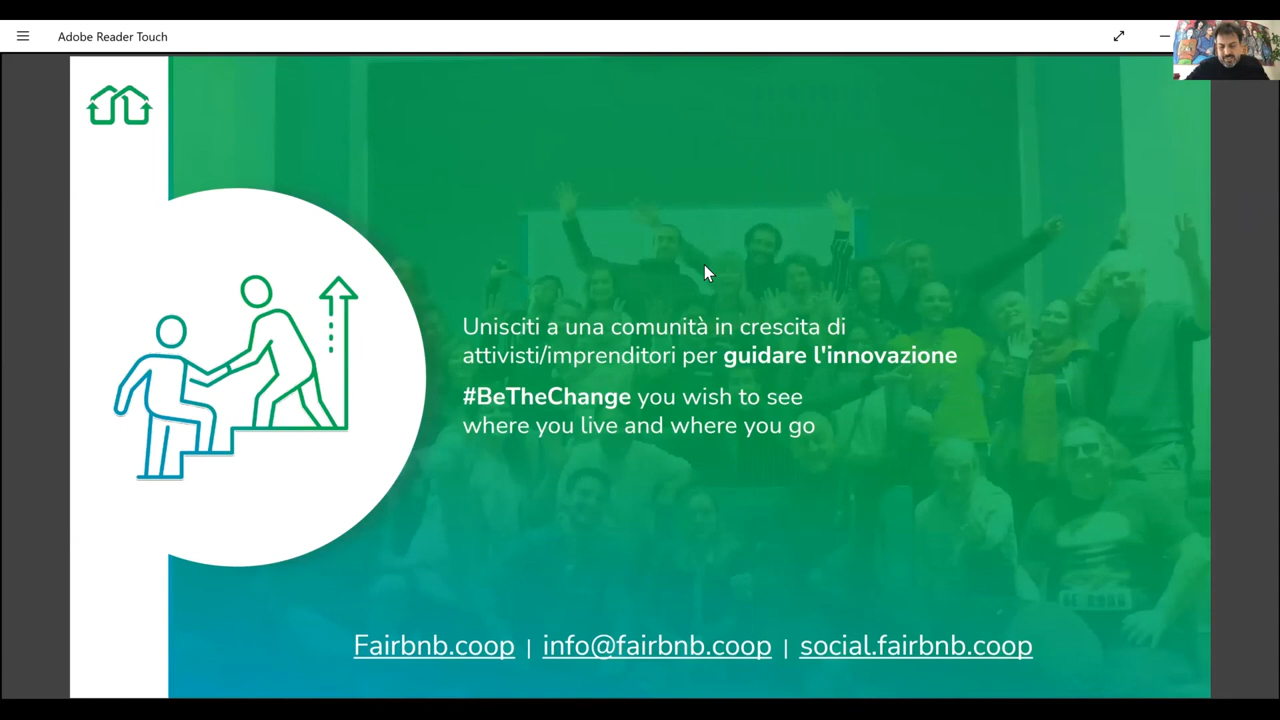 Adobe Reader Touch
Unisciti a una comunità in crescita di
attivisti/imprenditori per guidare l'innovazione
#BeTheChange you wish to see
where you live and where you go
Fairbnb.coop | info@fairbnb.coop | social.fairbnb.coop